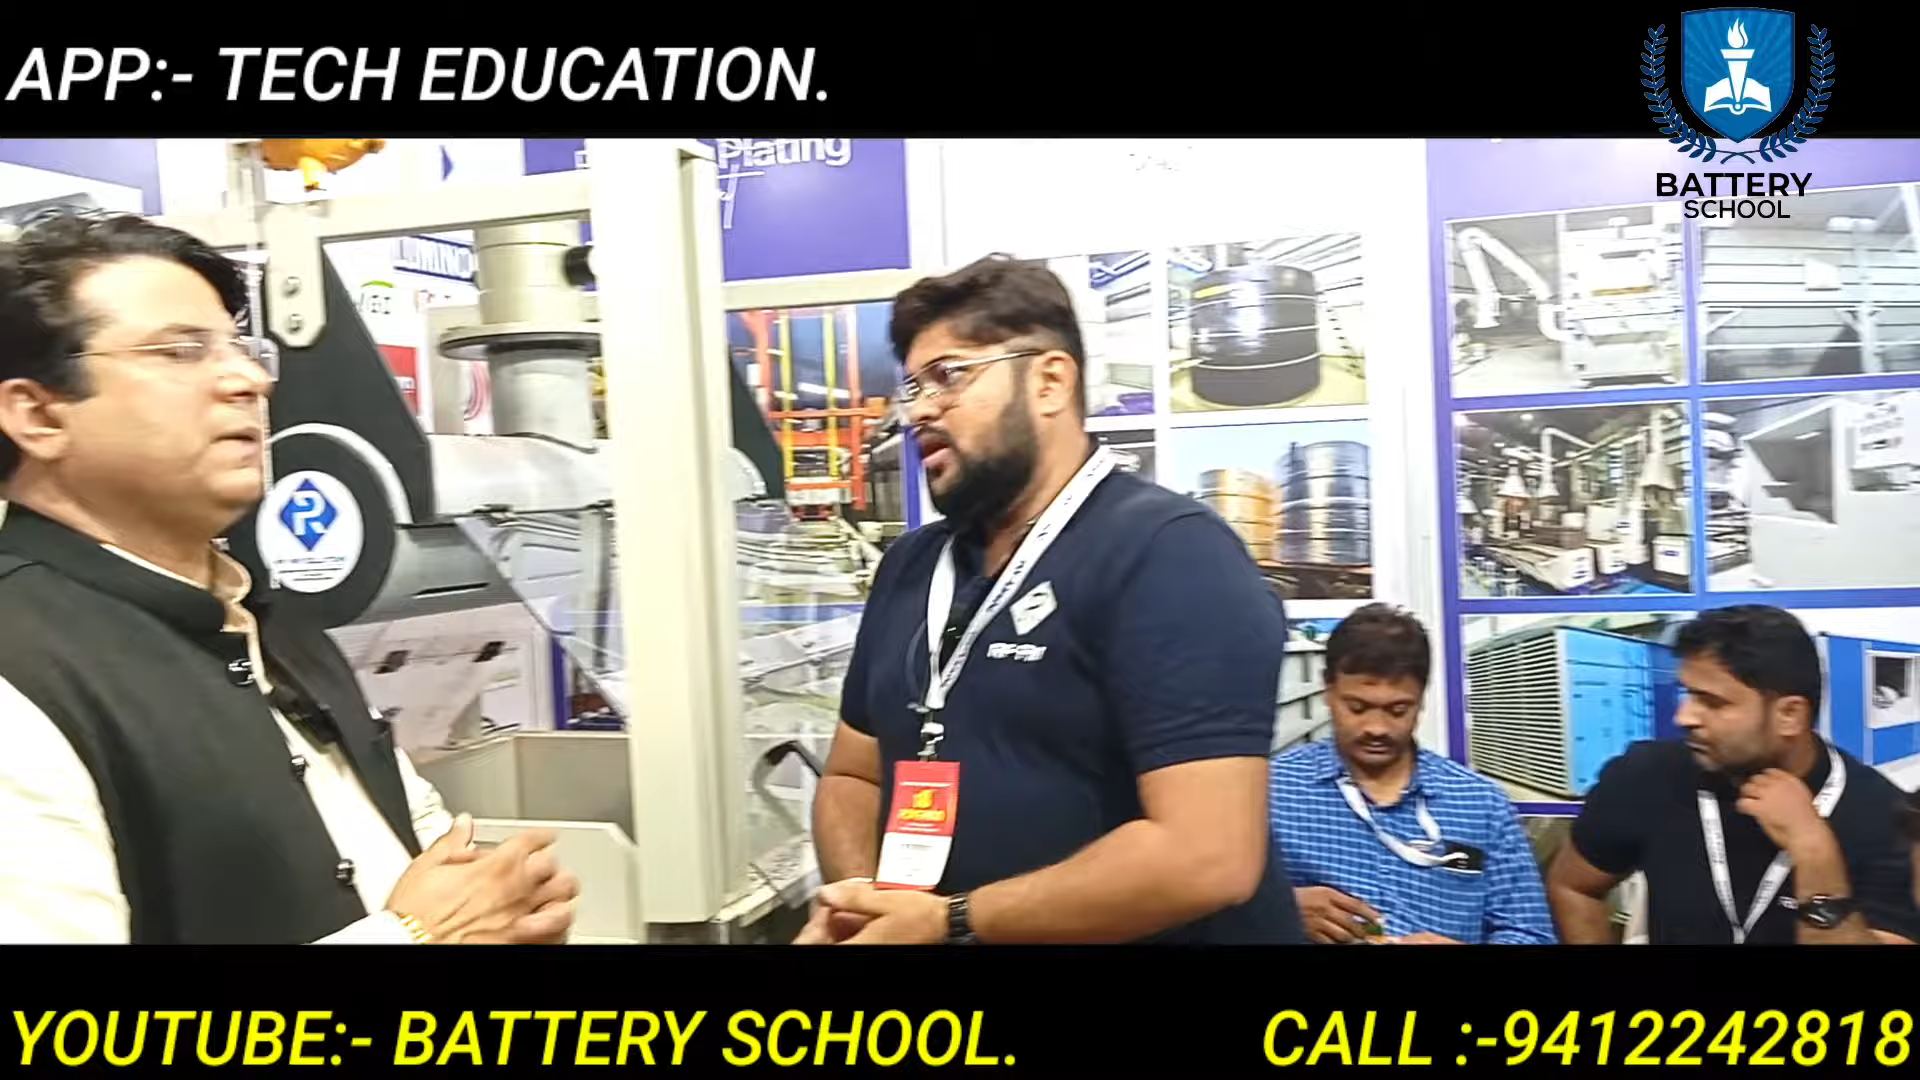 APP:- TECH EDUCATION.
BATTERY
SCHOOL
Plating
YOUTUBE:- BATTERY SCHOOL.
CALL :-9412242818